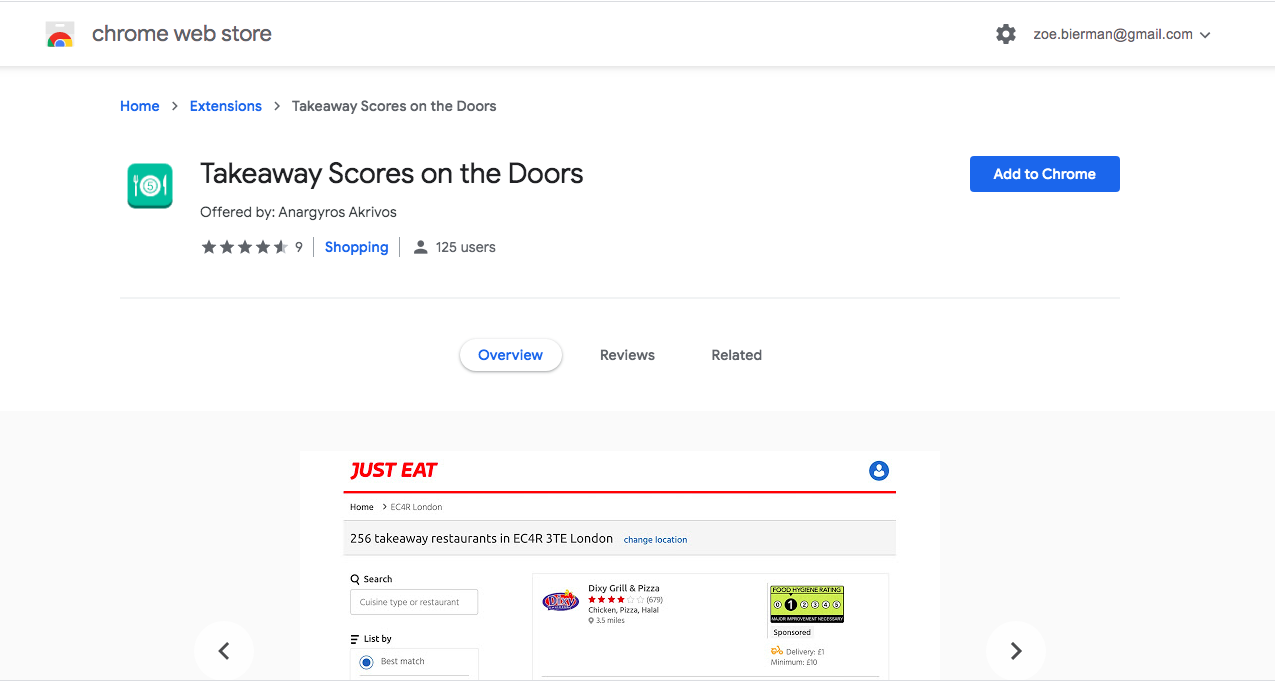 chrome web store
zoe.bierman@gmail.com
Home > Extensions > Takeaway Scores on the Doors
Takeaway Scores on the Doors
Add to Chrome
Offered by: Anargyros Akrivos
9 Shopping 125 users
Overview Reviews Related
JUST EAT
Home > EC4R London
256 takeaway restaurants in EC4R 3TE London change location
Search
Cuisine type or restaurant
List by
Best match
Dixy
Dixy Grill & Pizza
(679)
Chicken, Pizza, Halal
3.5 miles
FOOD HYGIENE RATING
0 1 2 3 4 5
MAJOR IMPROVEMENT NECESSARY
Sponsored
Delivery: £1
Minimum: £10